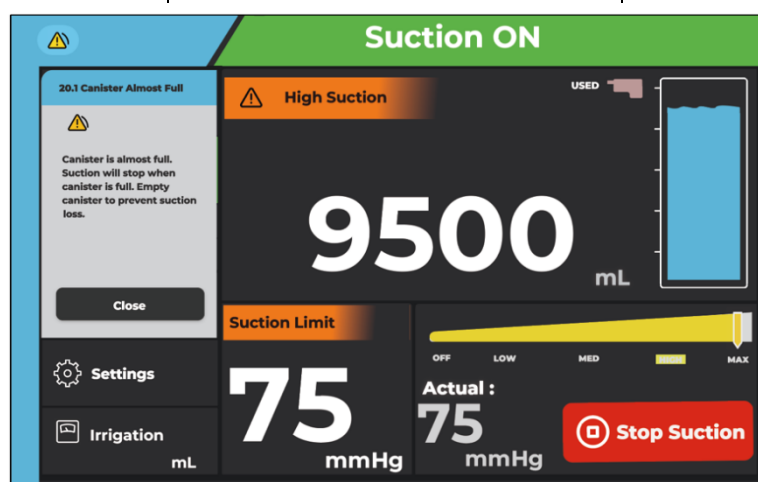 Suction ON
20.1 Canister Almost Full
Canister is almost full.
Suction will stop when
canister is full. Empty
canister to prevent suction
loss.
Close
Settings
Irrigation
mL
High Suction
USED
9500
mL
Suction Limit
75
mmHg
OFF LOW MED MAX
Actual :
75
mmHg
Stop Suction